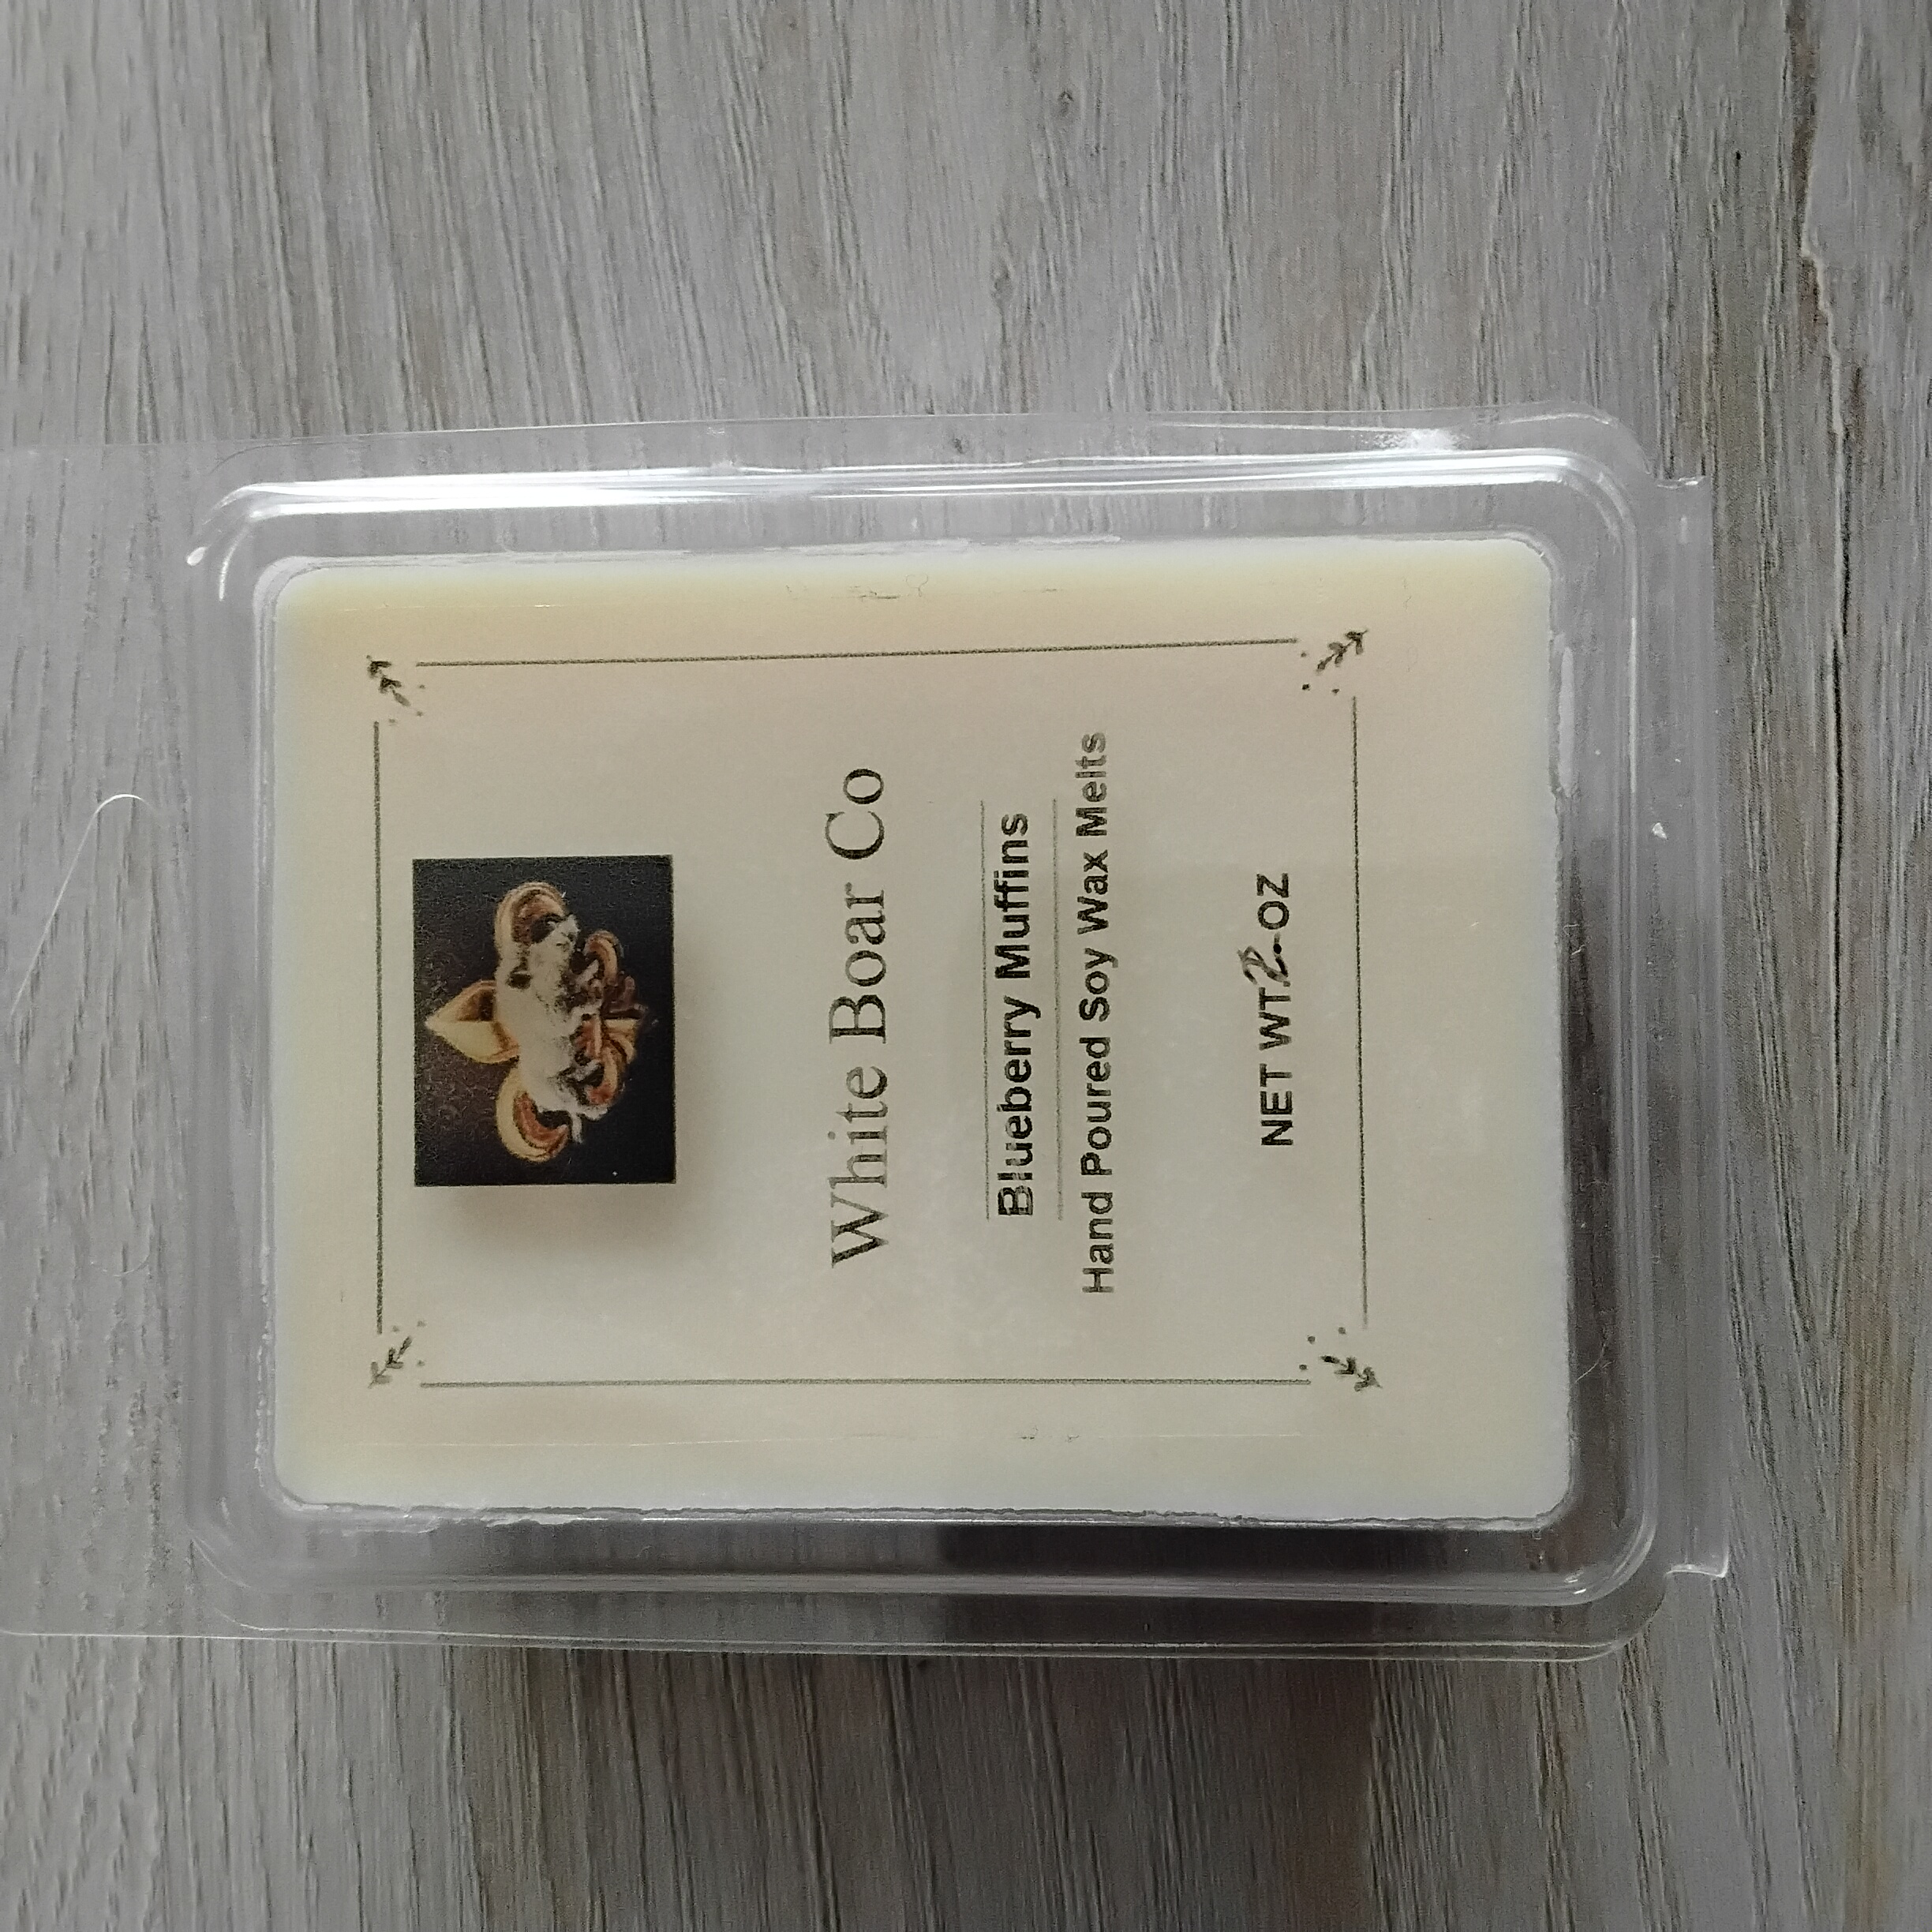 White Boar Co
Blueberry Muffins
Hand Poured Soy Wax Melts
NET WT 2 OZ